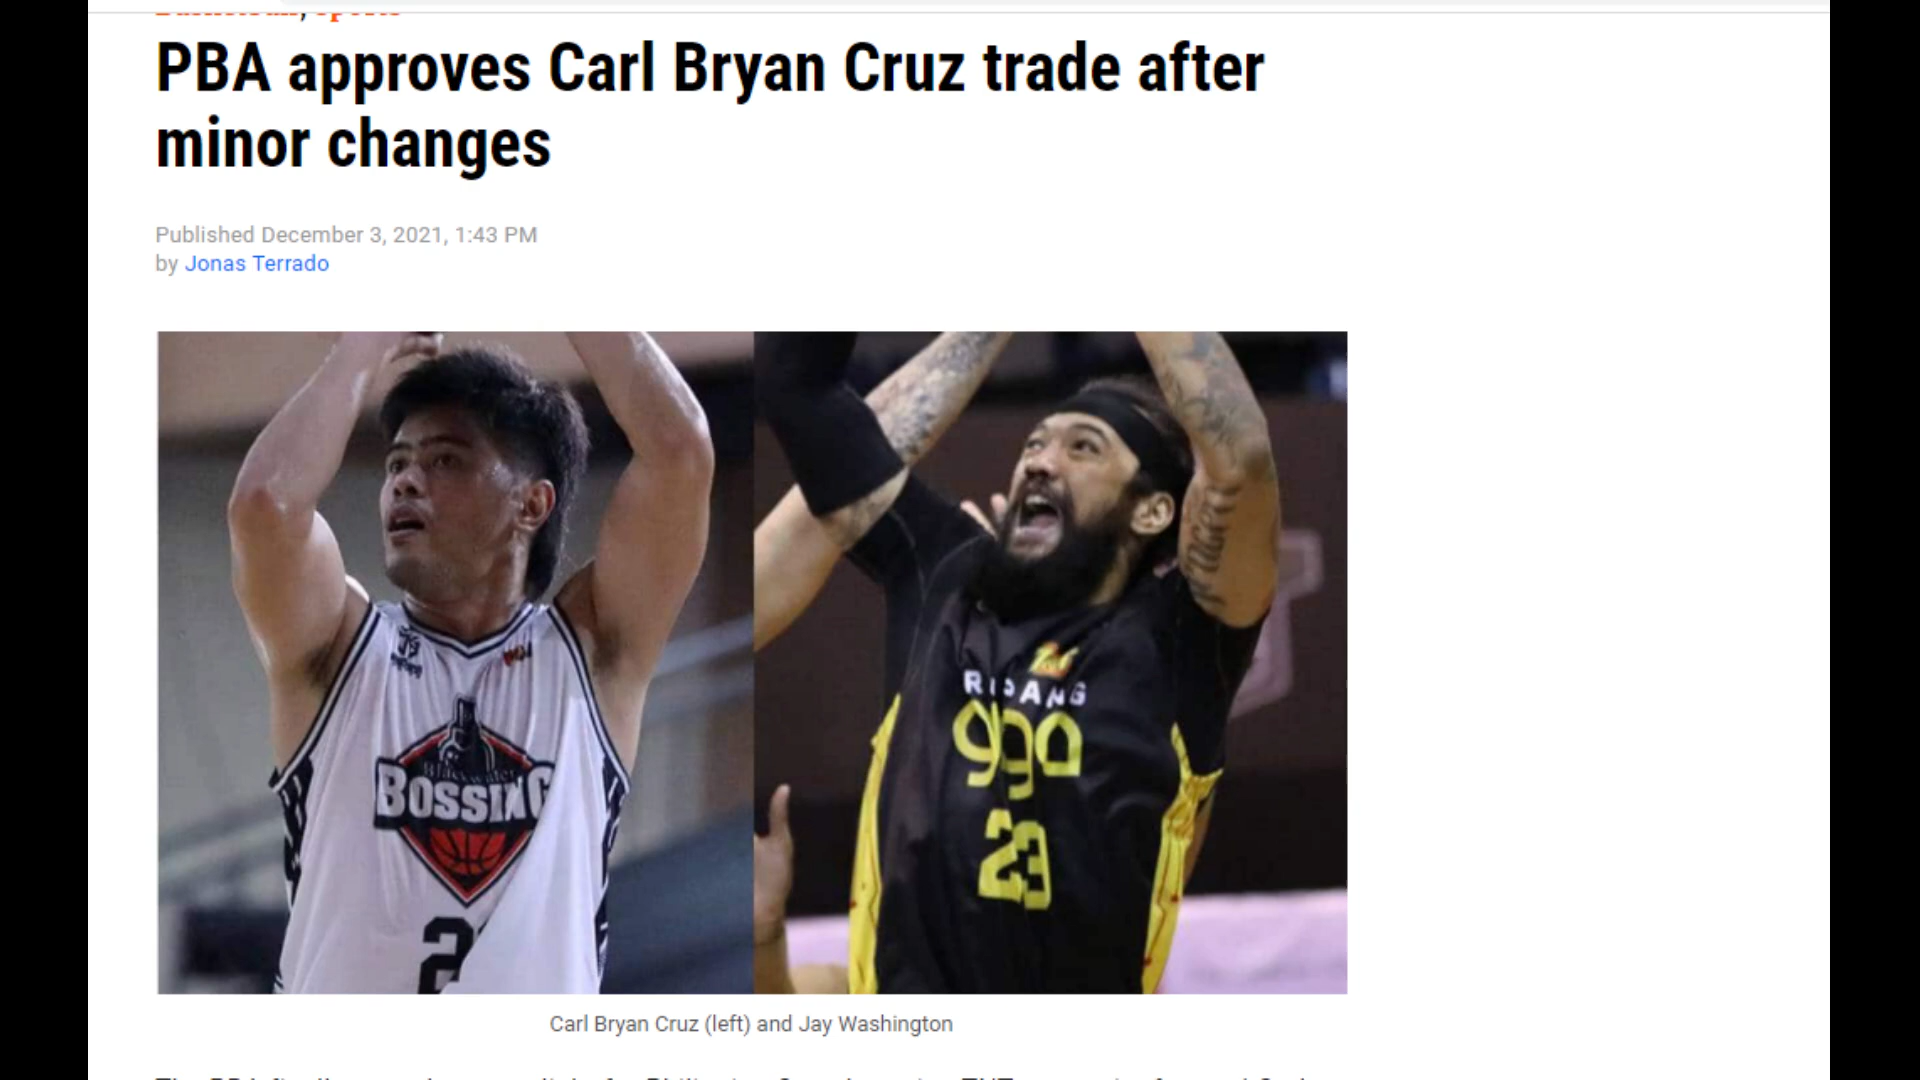 PBA approves Carl Bryan Cruz trade after
minor changes
Published December 3, 2021, 1:43 PM
by Jonas Terrado
BOSSING
2
23
Carl Bryan Cruz (left) and Jay Washington